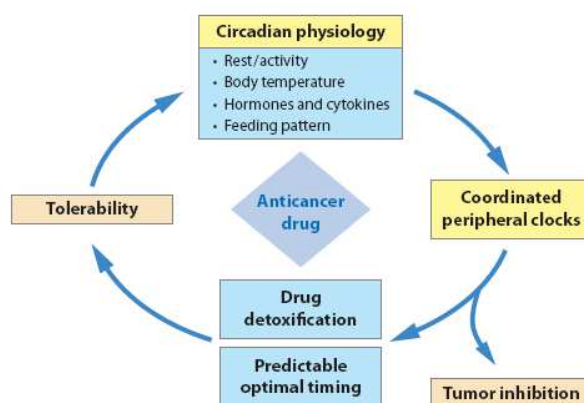 Circadian physiology
• Rest/activity
• Body temperature
• Hormones and cytokines
• Feeding pattern
Tolerability
Anticancer
drug
Coordinated
peripheral clocks
Drug
detoxification
Predictable
optimal timing
Tumor inhibition